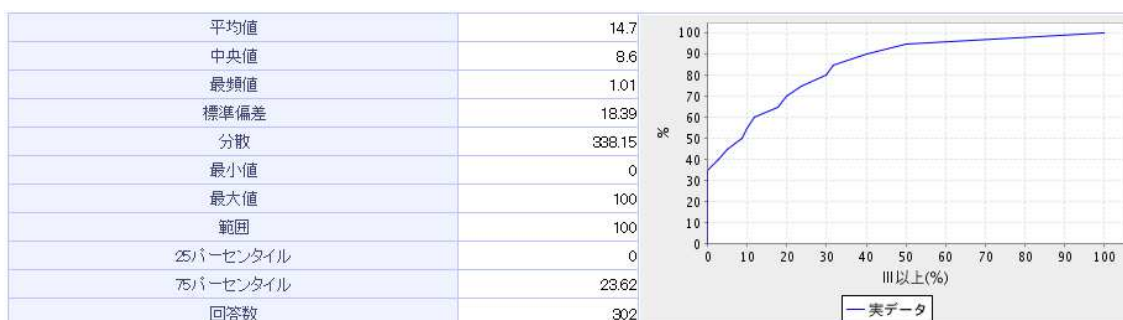 平均値 14.7
中央値 8.6
最頻値 1.01
標準偏差 18.39
分散 338.15
最小値 0
最大値 100
範囲 100
25パーセンタイル 0
75パーセンタイル 23.62
回答数 302
100
90
80
70
60
50
40
30
20
10
0
%
0 10 20 30 40 50 60 70 80 90 100
III以上(%)
実データ